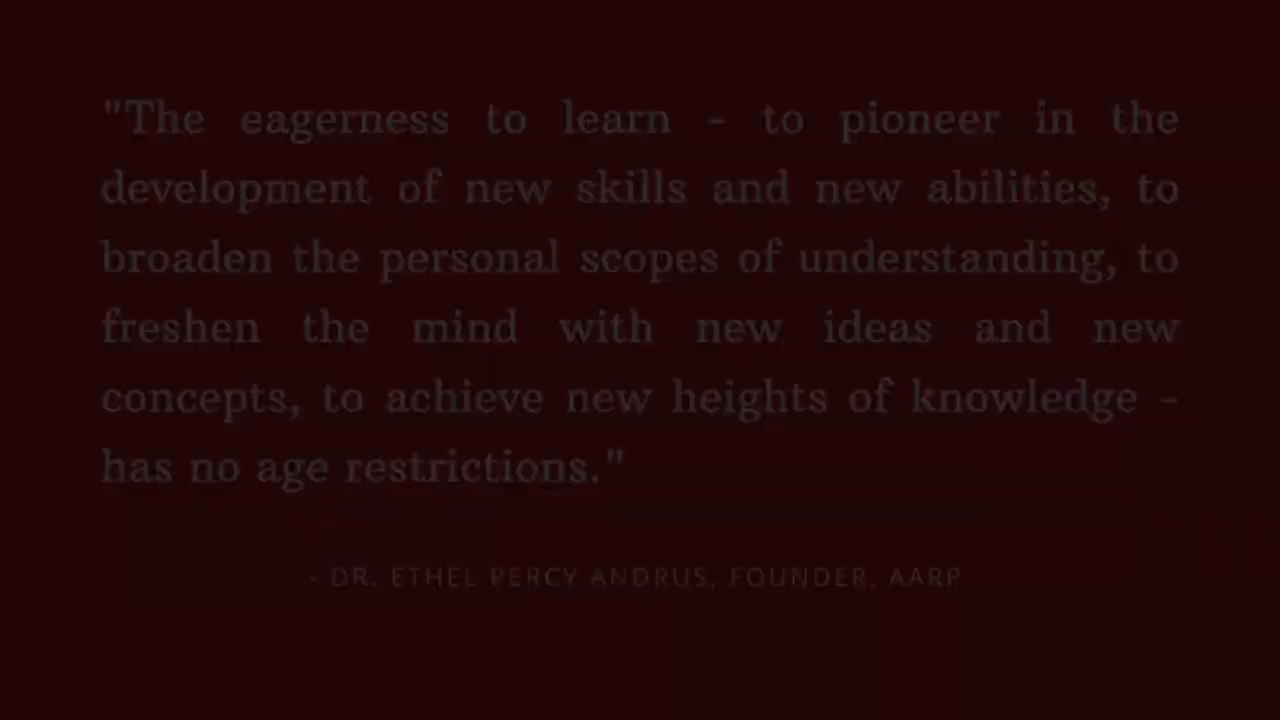 "The eagerness to learn - to pioneer in the
development of new skills and new abilities, to
broaden the personal scopes of understanding, to
freshen the mind with new ideas and new
concepts, to achieve new heights of knowledge -
has no age restrictions."
- DR. ETHEL PERCY ANDRUS, FOUNDER, AARP